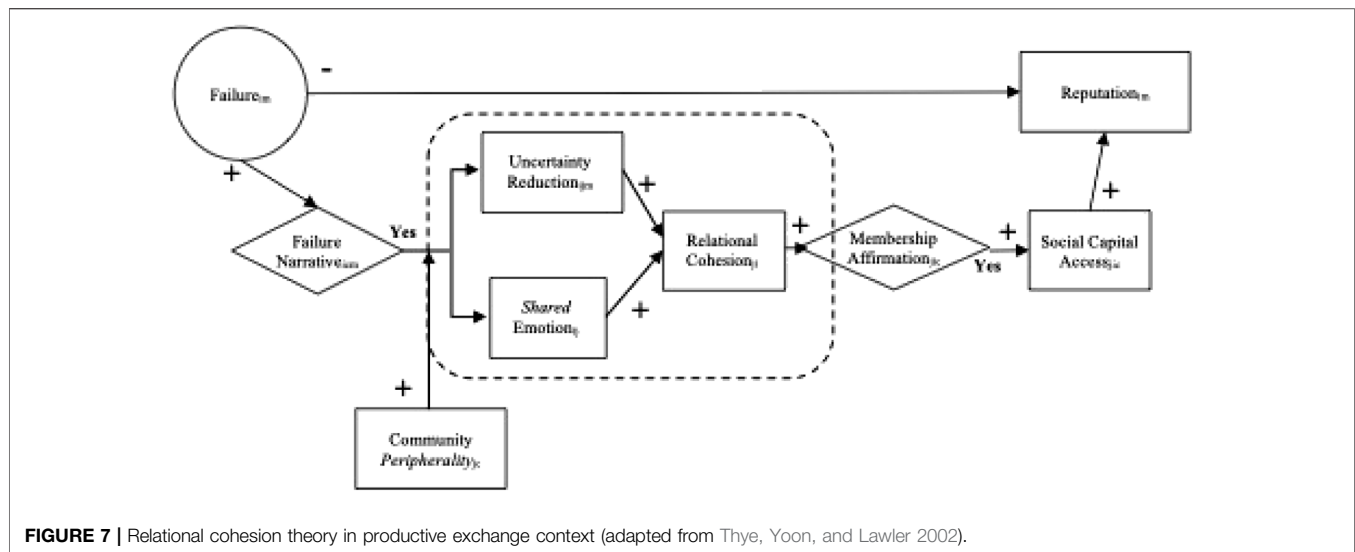 -
Failure
Reputation
+
Uncertainty
Reduction
+
+
Yes
Failure
Narrative
Relational
Cohesion
+
Membership
Affirmation
+
Yes
Social Capital
Access
+
Shared
Emotion
+
+
Community
Peripherality
FIGURE 7 | Relational cohesion theory in productive exchange context (adapted from Thye, Yoon, and Lawler 2002).